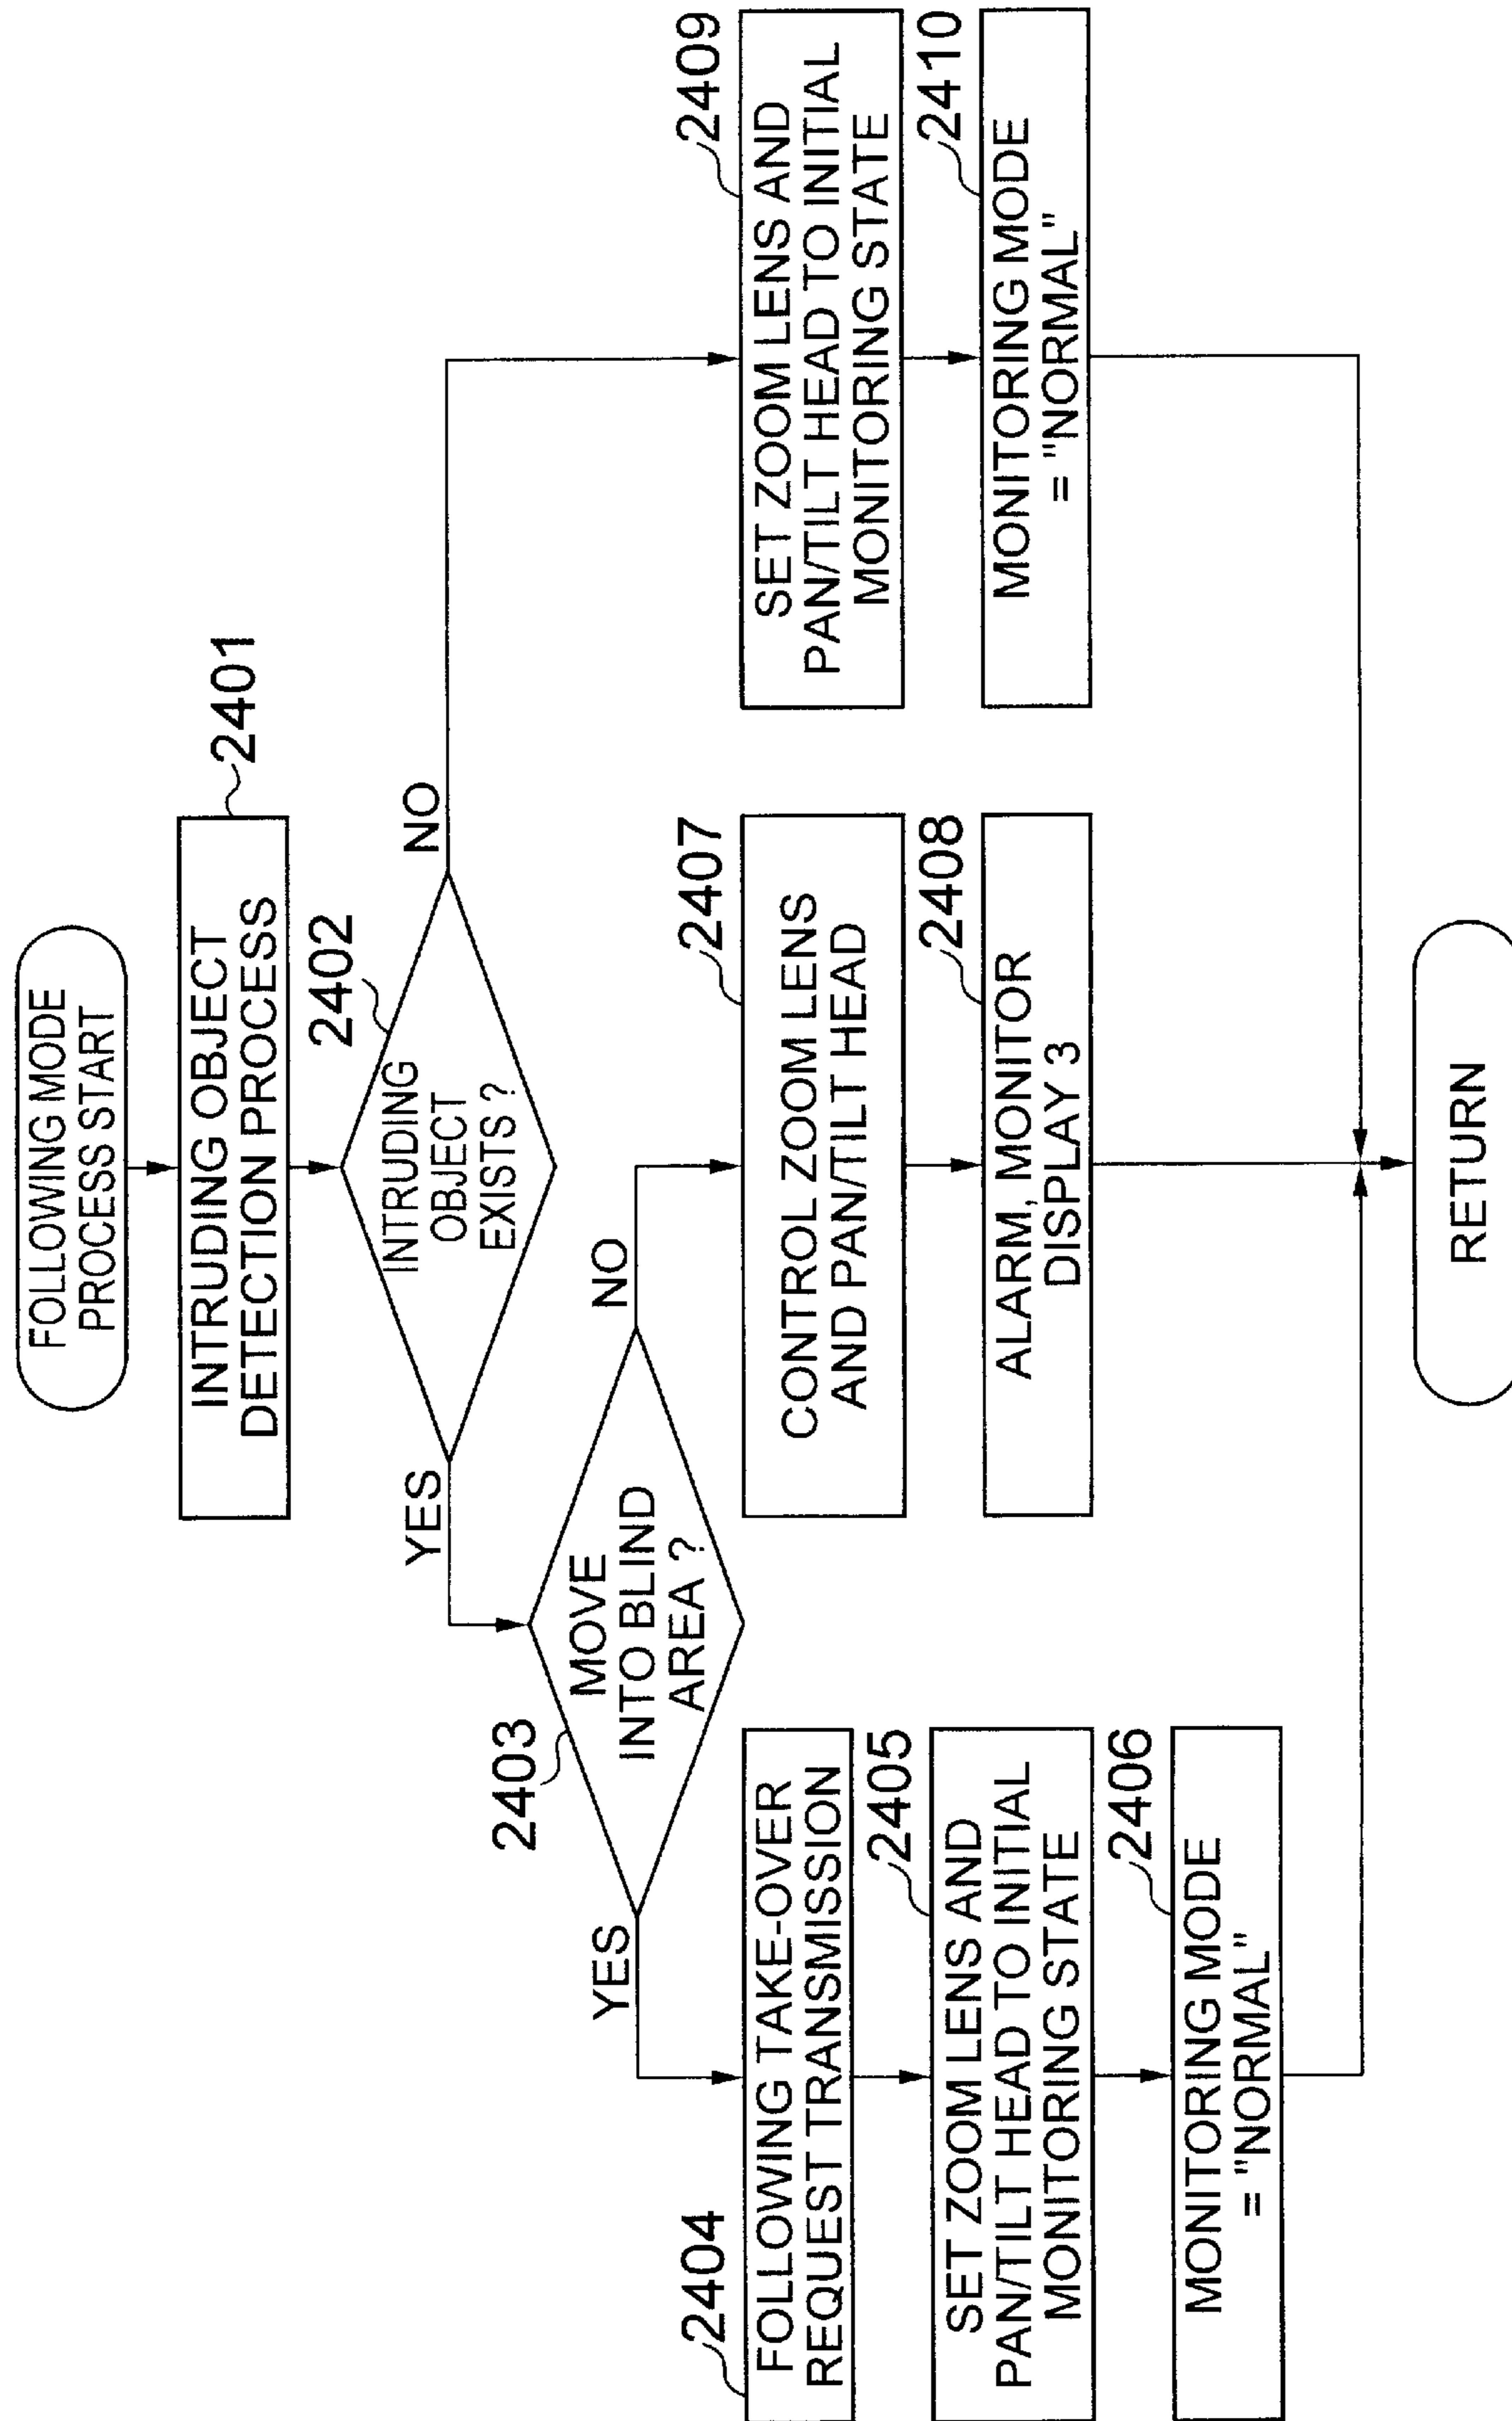 FOLLOWING MODE
PROCESS START
INTRUDING OBJECT
DETECTION PROCESS
2401
INTRUDING
OBJECT
EXISTS ?
2402
YES
NO
MOVE
INTO BLIND
AREA ?
2403
YES
NO
2404
FOLLOWING TAKE-OVER
REQUEST TRANSMISSION
2405
SET ZOOM LENS AND
PAN/TILT HEAD TO INITIAL
MONITORING STATE
2406
MONITORING MODE
= "NORMAL"
2407
CONTROL ZOOM LENS
AND PAN/TILT HEAD
2408
ALARM, MONITOR
DISPLAY 3
2409
SET ZOOM LENS AND
PAN/TILT HEAD TO INITIAL
MONITORING STATE
2410
MONITORING MODE
= "NORMAL"
RETURN